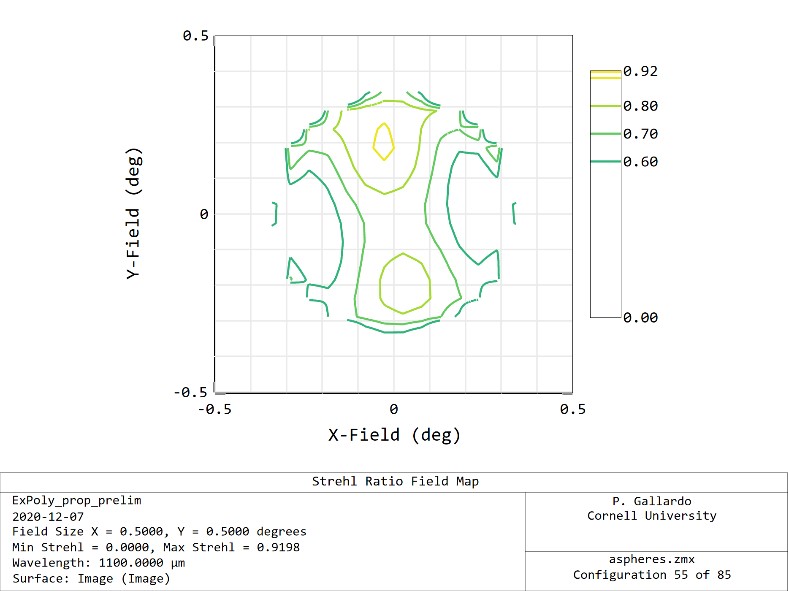 0.5
0
-0.5
-0.5
0
0.5
Y-Field (deg)
X-Field (deg)
0.92
0.80
0.70
0.60
0.00
Strehl Ratio Field Map
ExPoly_prop_prelim
2020-12-07
Field Size X = 0.5000, Y = 0.5000 degrees
Min Strehl = 0.0000, Max Strehl = 0.9198
Wavelength: 1100.0000 µm
Surface: Image (Image)
P. Gallardo
Cornell University
aspheres.zmx
Configuration 55 of 85